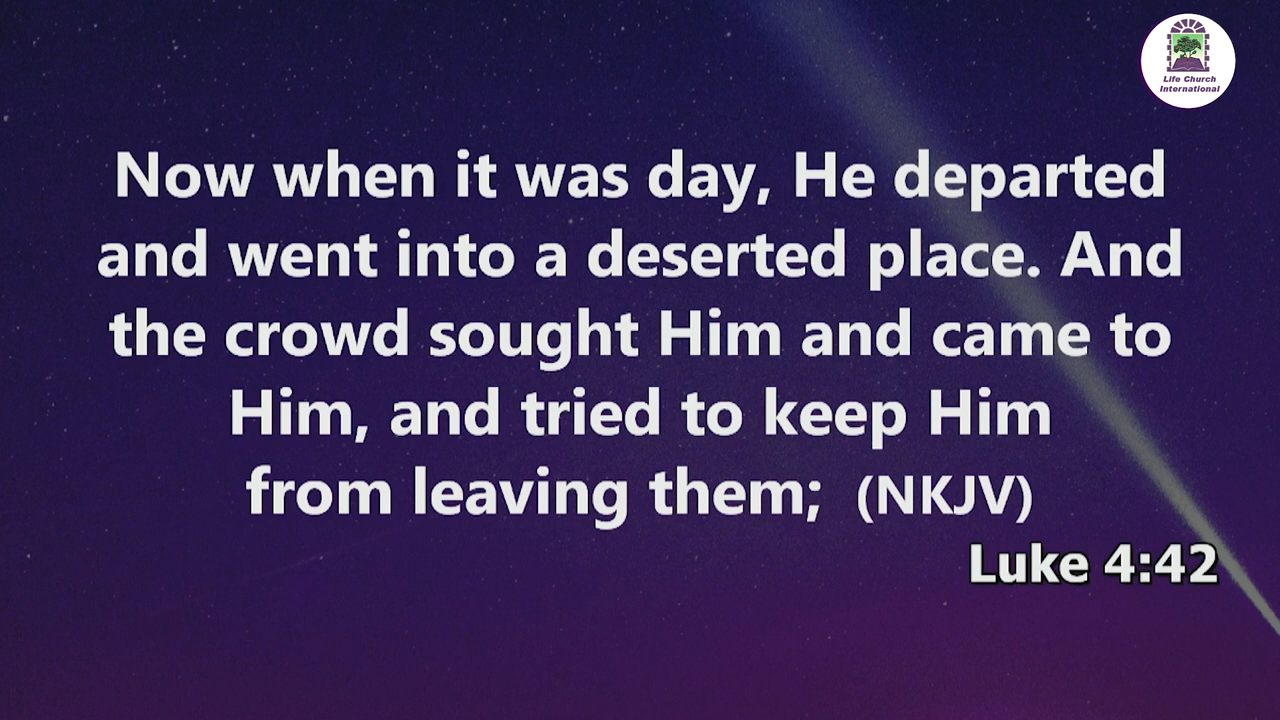 Life Church
International
Now when it was day, He departed
and went into a deserted place. And
the crowd sought Him and came to
Him, and tried to keep Him
from leaving them; (NKJV)
Luke 4:42